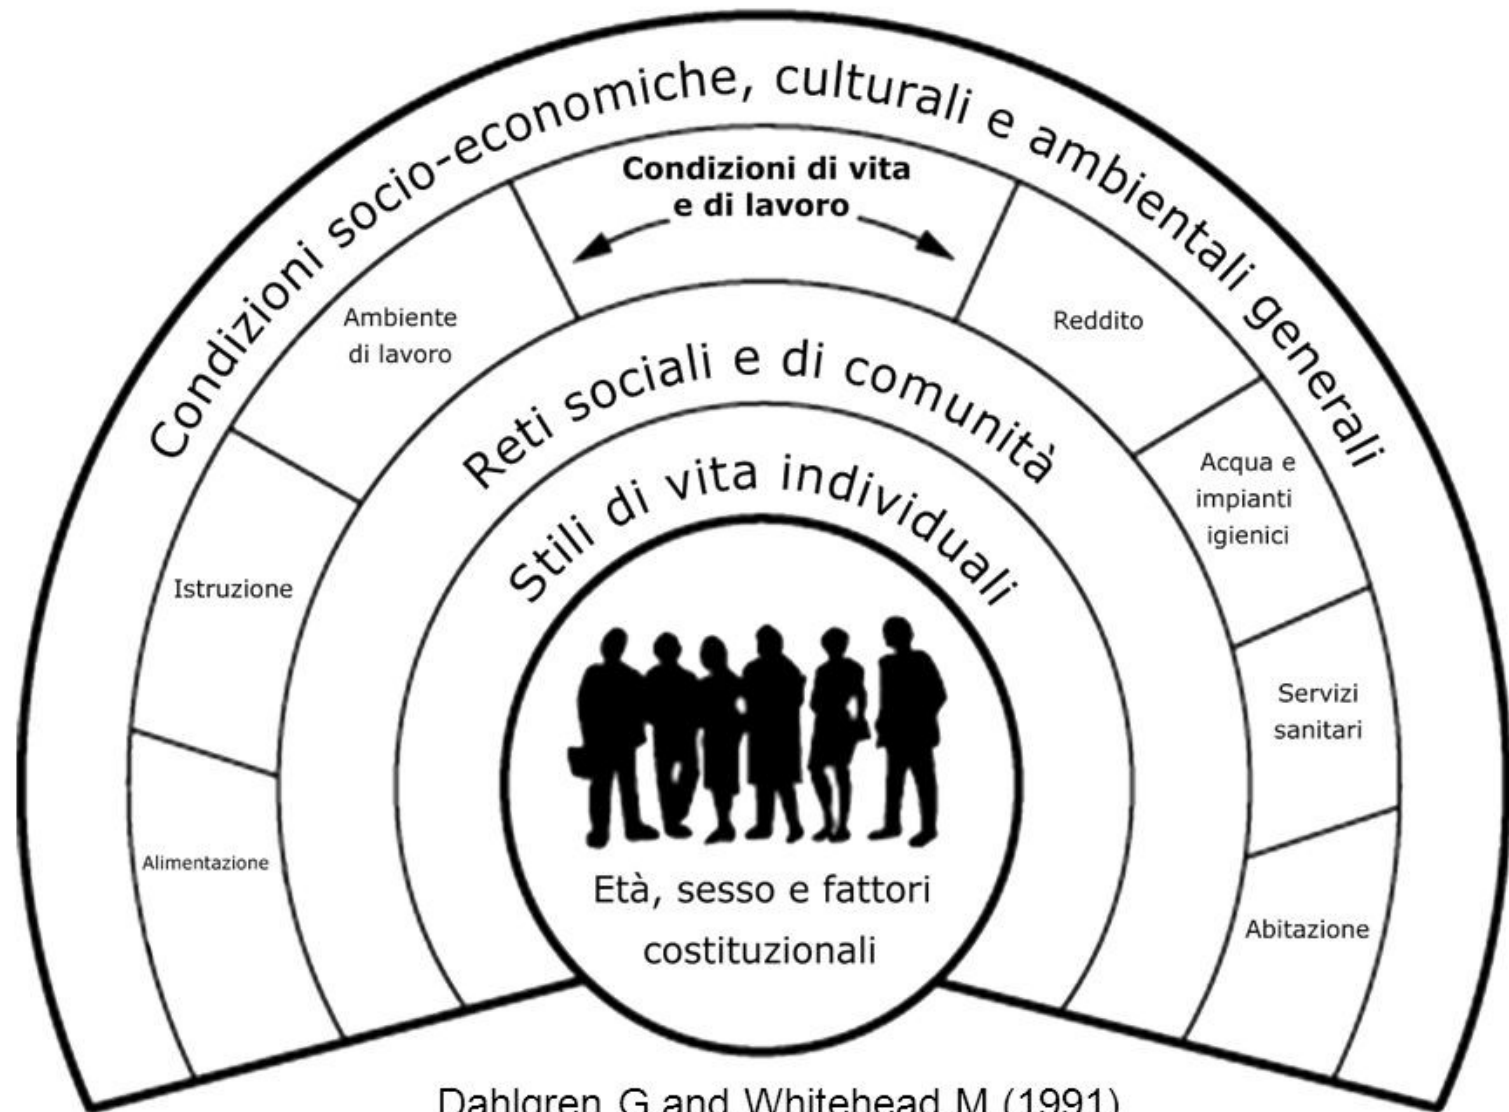 Condizioni socio-economiche, culturali e ambientali generali
Condizioni di vita
e di lavoro
Ambiente
di lavoro
Reddito
Reti sociali e di comunità
Acqua e
impianti
igienici
Stili di vita individuali
Istruzione
Servizi
sanitari
Alimentazione
Età, sesso e fattori
costituzionali
Abitazione
Dahlgren, G and Whitehead M (1991)